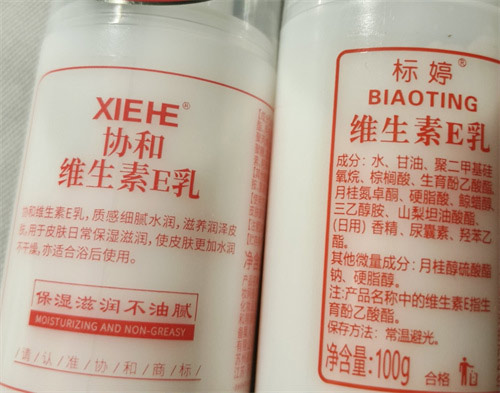 XIEHE®
协和
维生素E乳
协和维生素E乳，质感细腻水润，滋养润泽皮
肤。用于皮肤日常保湿滋润，使皮肤更加水润
不干燥，亦适合浴后使用。
保湿滋润不油腻
MOISTURIZING AND NON-GREASY
/请/认/准/协/和/商/标/
标婷®
BIAOTING
维生素E乳
成分：水、甘油、聚二甲基硅
氧烷、棕榈酸、生育酚乙酸酯、
月桂氮卓酮、硬脂酸、鲸蜡醇、
三乙醇胺、山梨坦油酸酯、
(日用)香精、尿囊素、羟苯乙
酯。
其他微量成分：月桂醇硫酸酯
钠、硬脂醇。
注:产品名称中的维生素E指生
育酚乙酸酯。
保存方法：常温避光。
净含量:100g
合格